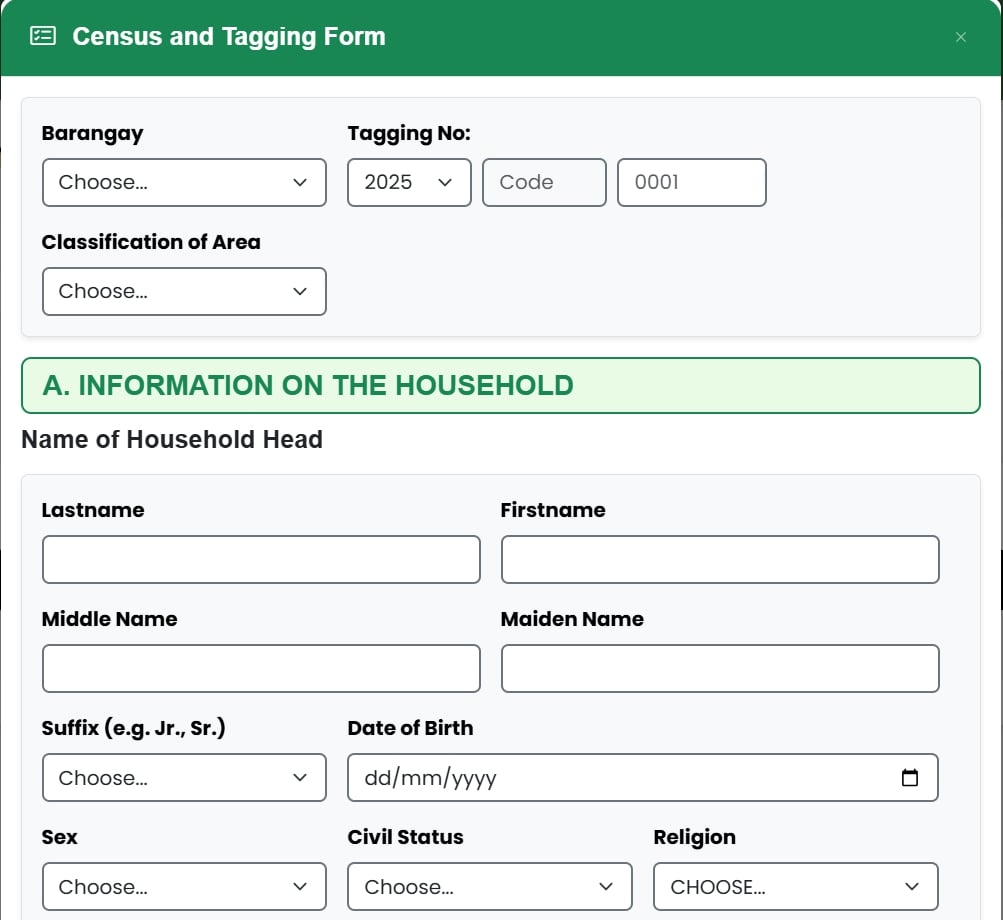 Census and Tagging Form
Barangay Tagging No:
Choose... 2025 Code 0001
Classification of Area
Choose...
A. INFORMATION ON THE HOUSEHOLD
Name of Household Head
Lastname Firstname
Middle Name Maiden Name
Suffix (e.g. Jr., Sr.) Date of Birth
Choose... dd/mm/yyyy
Sex Civil Status Religion
Choose... Choose... CHOOSE...